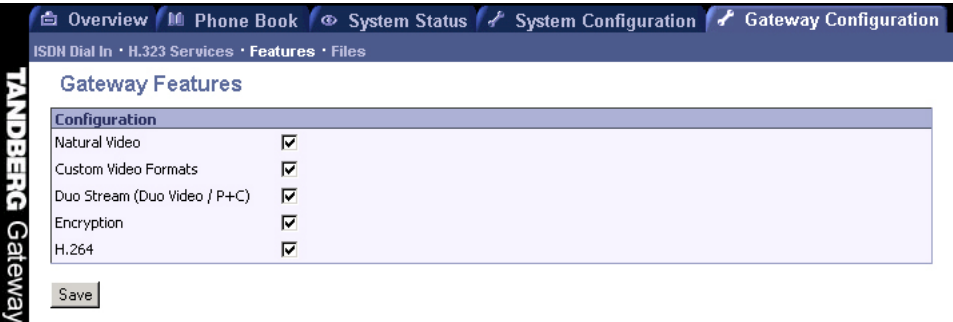 Overview Phone Book System Status System Configuration Gateway Configuration
ISDN Dial In · H.323 Services · Features · Files
TANDBERG Gateway
Gateway Features
Configuration
Natural Video
Custom Video Formats
Duo Stream (Duo Video / P+C)
Encryption
H.264
Save